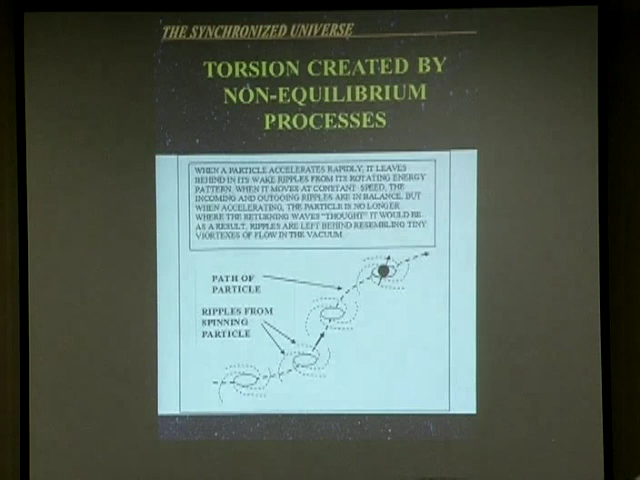 THE SYNCHRONIZED UNIVERSE
TORSION CREATED BY
NON-EQUILIBRIUM
PROCESSES
WHEN A PARTICLE ACCELERATES RAPIDLY, IT LEAVES
BEHIND IN ITS WAKE RIPPLES FROM ITS ROTATING ENERGY
PATTERN. WHEN IT MOVES AT CONSTANT SPEED, THE
INCOMING AND OUTGOING RIPPLES ARE IN BALANCE, BUT
WHEN ACCELERATING, THE PARTICLE IS NO LONGER
WHERE THE RETURNING WAVES "THOUGHT" IT WOULD BE.
AS A RESULT, RIPPLES ARE LEFT BEHIND RESEMBLING TINY
VIORTEXES OF FLOW IN THE VACUUM.
PATH OF
PARTICLE
RIPPLES FROM
SPINNING
PARTICLE